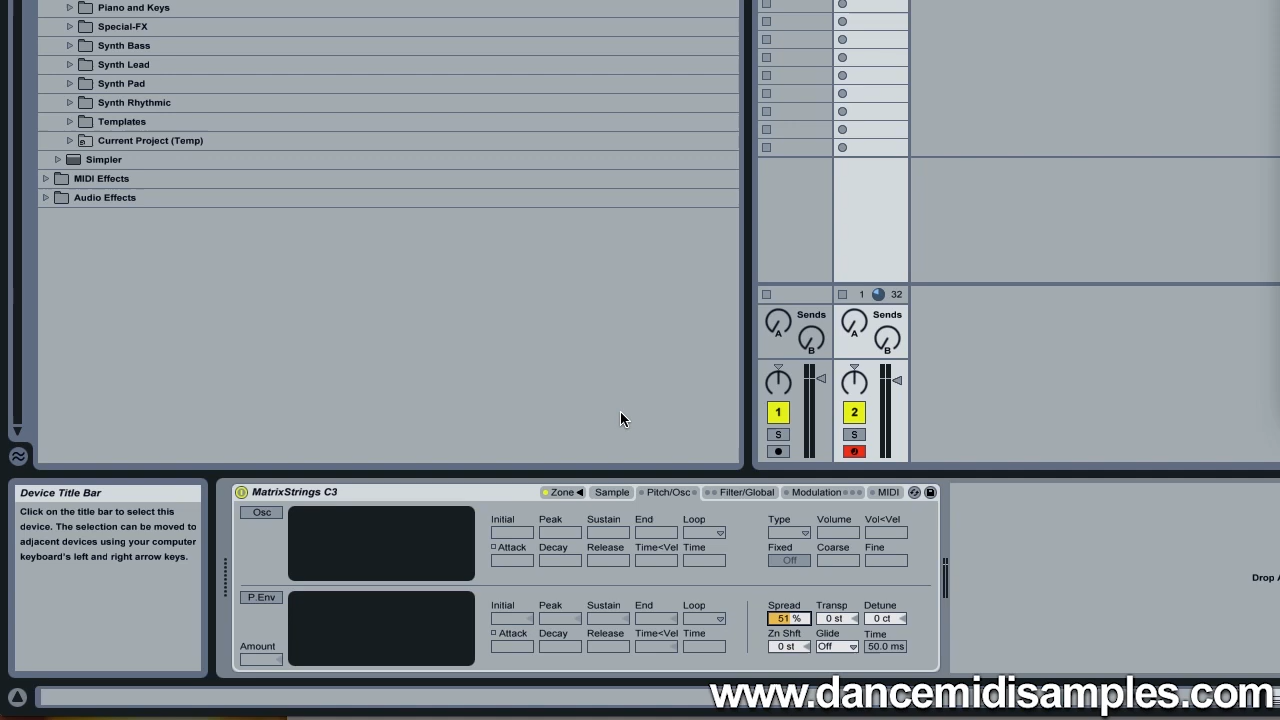 Piano and Keys
Special-FX
Synth Bass
Synth Lead
Synth Pad
Synth Rhythmic
Templates
Current Project (Temp)
Simpler
MIDI Effects
Audio Effects
1 32
Sends Sends
A A
B B
1 2
S S
Device Title Bar
Click on the title bar to select this
device. The selection can be moved to
adjacent devices using your computer
keyboard's left and right arrow keys.
MatrixStrings C3 Zone Sample Pitch/Osc Filter/Global Modulation MIDI
Osc
Initial Peak Sustain End Loop Type Volume Vol<Vel
Attack Decay Release Time<Vel Time Fixed Coarse Fine
Off
P.Env
Initial Peak Sustain End Loop Spread Transp Detune
51 % 0 st 0 ct
Attack Decay Release Time<Vel Time Zn Shft Glide Time
Amount
0 st Off 50.0 ms
Drop A
www.dancemidisamples.com